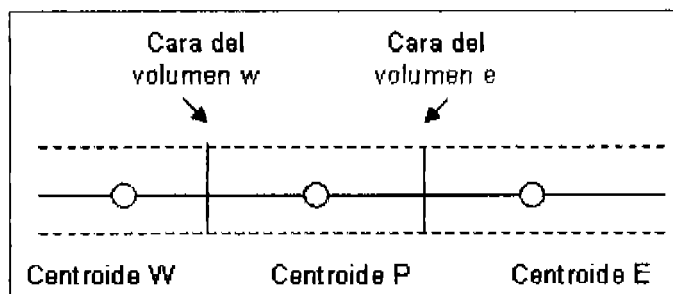 Cara del
volumen w
Cara del
volumen e
Centroide W
Centroide P
Centroide E